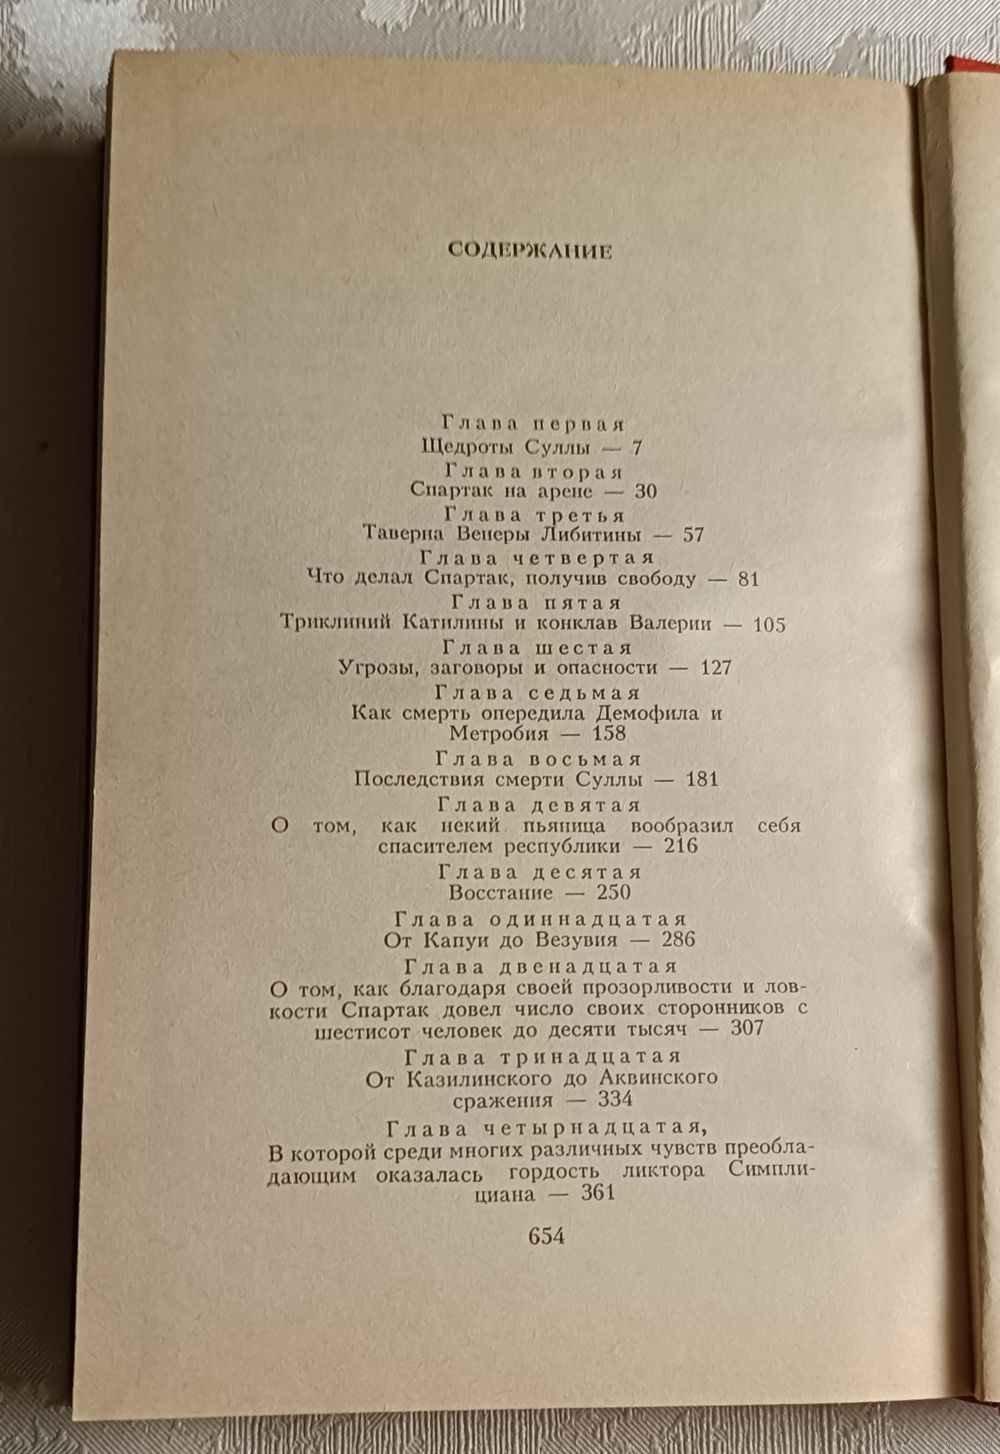 СОДЕРЖАНИЕ
Глава первая
Щедроты Суллы — 7
Глава вторая
Спартак на арене — 30
Глава третья
Таверна Венеры Либитины — 57
Глава четвертая
Что делал Спартак, получив свободу — 81
Глава пятая
Триклиний Катилины и конклав Валерии — 105
Глава шестая
Угрозы, заговоры и опасности — 127
Глава седьмая
Как смерть опередила Демофила и
Метробия — 158
Глава восьмая
Последствия смерти Суллы — 181
Глава девятая
О том, как некий пьяница вообразил себя
спасителем республики — 216
Глава десятая
Восстание — 250
Глава одиннадцатая
От Капуи до Везувия — 286
Глава двенадцатая
О том, как благодаря своей прозорливости и лов-
кости Спартак довел число своих сторонников с
шестисот человек до десяти тысяч — 307
Глава тринадцатая
От Казилинского до Аквинского
сражения — 334
Глава четырнадцатая,
В которой среди многих различных чувств преобла-
дающим оказалась гордость ликтора Симпли-
циана — 361
654